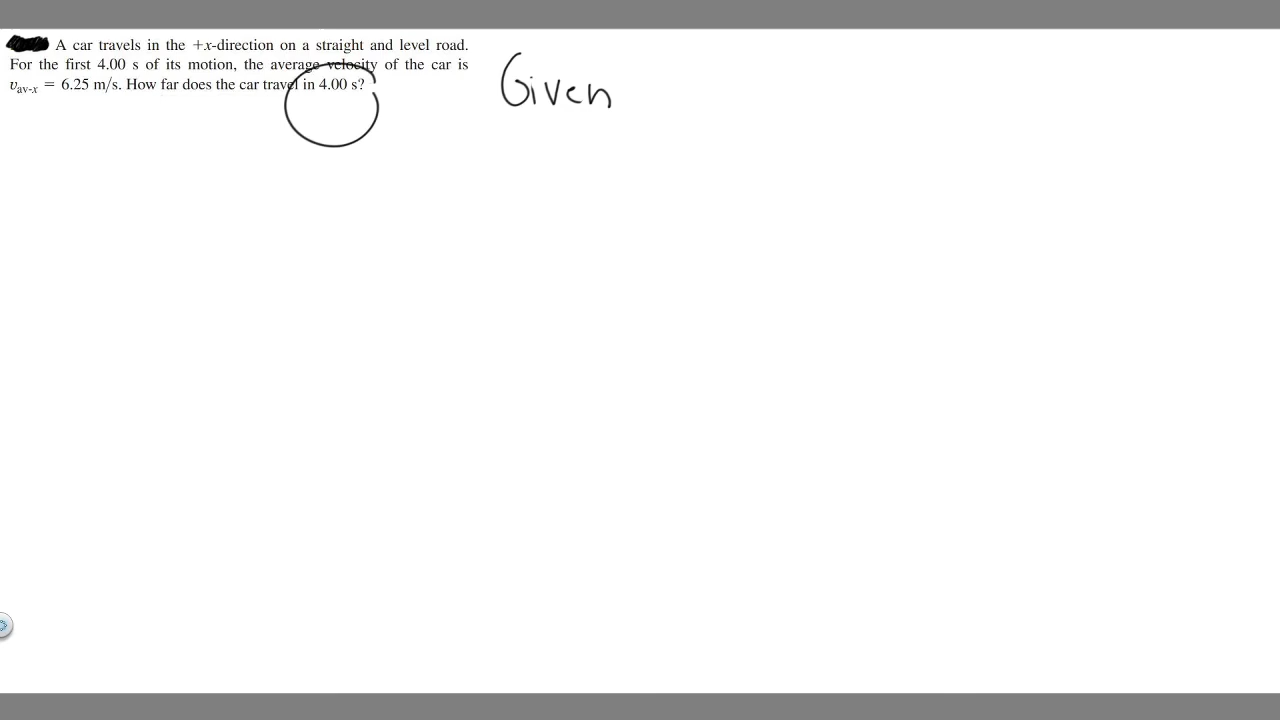 A car travels in the +x-direction on a straight and level road.
For the first 4.00 s of its motion, the average velocity of the car is
υav-x = 6.25 m/s. How far does the car travel in 4.00 s?
Given